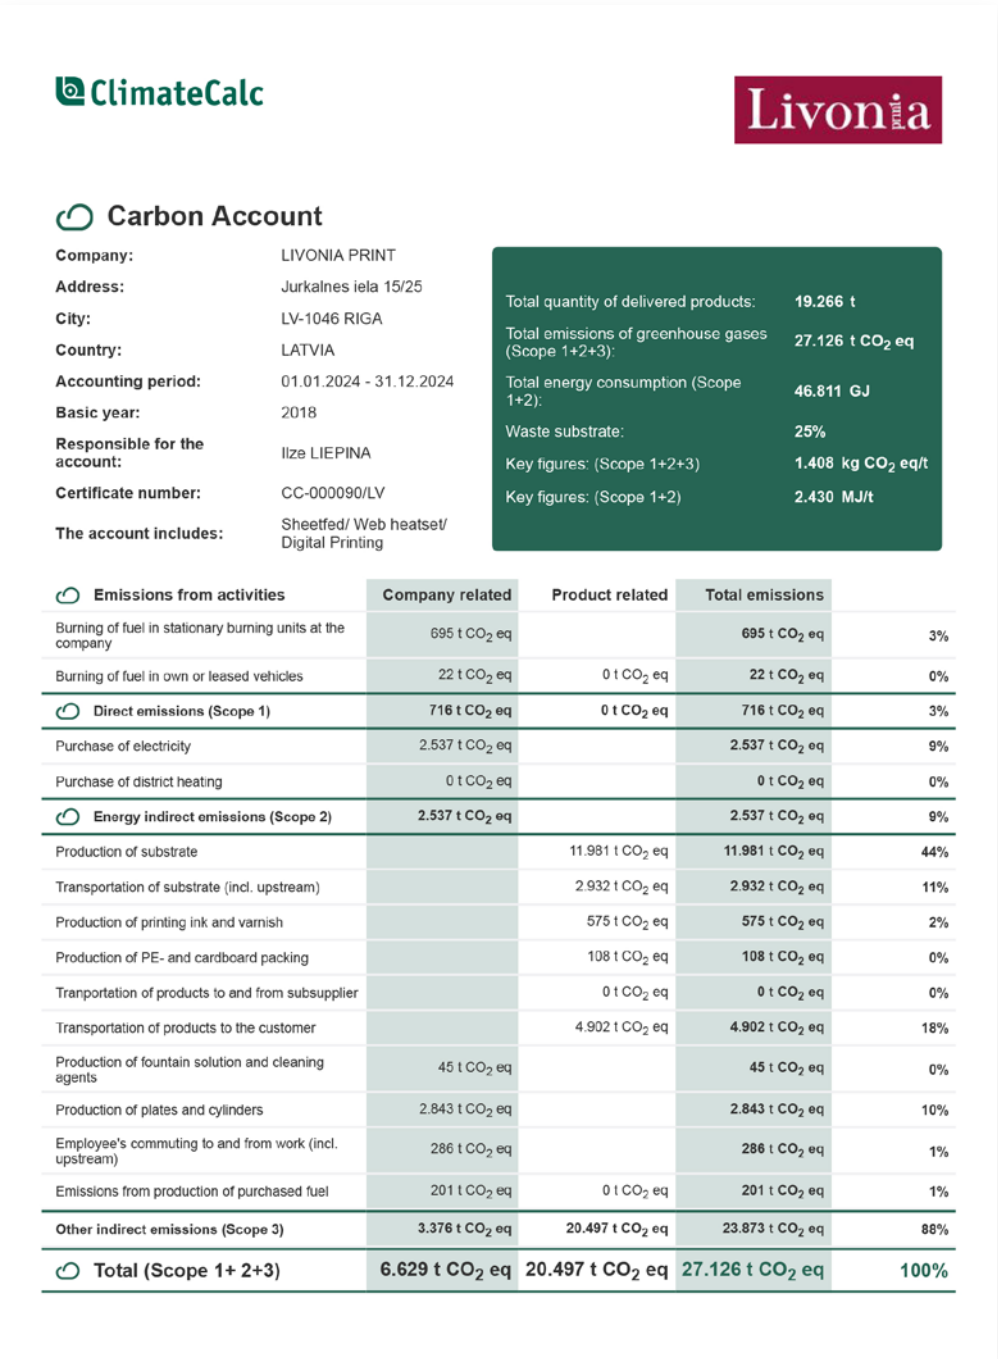 ClimateCalc
Livonia print
Carbon Account
Company: LIVONIA PRINT
Address: Jurkalnes iela 15/25
City: LV-1046 RIGA
Country: LATVIA
Accounting period: 01.01.2024 - 31.12.2024
Basic year: 2018
Responsible for the
account: Ilze LIEPINA
Certificate number: CC-000090/LV
The account includes: Sheetfed/ Web heatset/
Digital Printing
Total quantity of delivered products: 19.266 t
Total emissions of greenhouse gases
(Scope 1+2+3): 27.126 t CO2 eq
Total energy consumption (Scope
1+2): 46.811 GJ
Waste substrate: 25%
Key figures: (Scope 1+2+3) 1.408 kg CO2 eq/t
Key figures: (Scope 1+2) 2.430 MJ/t
Emissions from activities Company related Product related Total emissions
Burning of fuel in stationary burning units at the
company 695 t CO2 eq 695 t CO2 eq 3%
Burning of fuel in own or leased vehicles 22 t CO2 eq 0 t CO2 eq 22 t CO2 eq 0%
Direct emissions (Scope 1) 716 t CO2 eq 0 t CO2 eq 716 t CO2 eq 3%
Purchase of electricity 2.537 t CO2 eq 2.537 t CO2 eq 9%
Purchase of district heating 0 t CO2 eq 0 t CO2 eq 0%
Energy indirect emissions (Scope 2) 2.537 t CO2 eq 2.537 t CO2 eq 9%
Production of substrate 11.981 t CO2 eq 11.981 t CO2 eq 44%
Transportation of substrate (incl. upstream) 2.932 t CO2 eq 2.932 t CO2 eq 11%
Production of printing ink and varnish 575 t CO2 eq 575 t CO2 eq 2%
Production of PE- and cardboard packing 108 t CO2 eq 108 t CO2 eq 0%
Tranportation of products to and from subsupplier 0 t CO2 eq 0 t CO2 eq 0%
Transportation of products to the customer 4.902 t CO2 eq 4.902 t CO2 eq 18%
Production of fountain solution and cleaning
agents 45 t CO2 eq 45 t CO2 eq 0%
Production of plates and cylinders 2.843 t CO2 eq 2.843 t CO2 eq 10%
Employee's commuting to and from work (incl.
upstream) 286 t CO2 eq 286 t CO2 eq 1%
Emissions from production of purchased fuel 201 t CO2 eq 0 t CO2 eq 201 t CO2 eq 1%
Other indirect emissions (Scope 3) 3.376 t CO2 eq 20.497 t CO2 eq 23.873 t CO2 eq 88%
Total (Scope 1+ 2+3) 6.629 t CO2 eq 20.497 t CO2 eq 27.126 t CO2 eq 100%